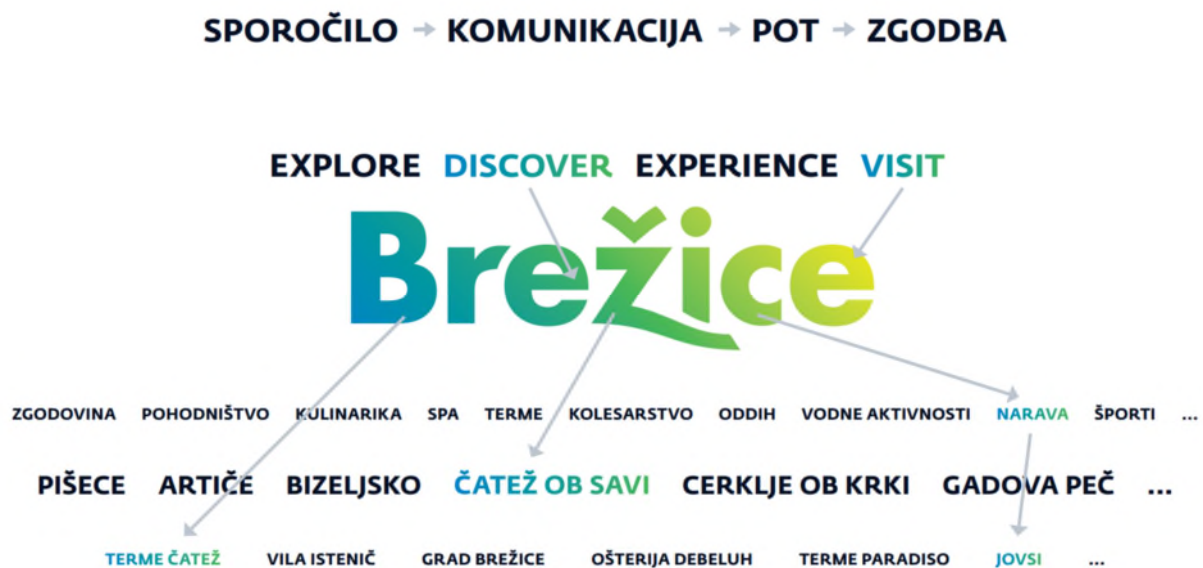 SPOROČILO → KOMUNIKACIJA → POT → ZGODBA
EXPLORE DISCOVER EXPERIENCE VISIT
Brežice
ZGODOVINA POHODNIŠTVO KULINARIKA SPA TERME KOLESARSTVO ODDIH VODNE AKTIVNOSTI NARAVA ŠPORTI ...
PIŠECE ARTIČE BIZELJSKO ČATEŽ OB SAVI CERKLJE OB KRKI GADOVA PEČ ...
TERME ČATEŽ VILA ISTENIČ GRAD BREŽICE OŠTERIJA DEBELUH TERME PARADISO JOVSI ...